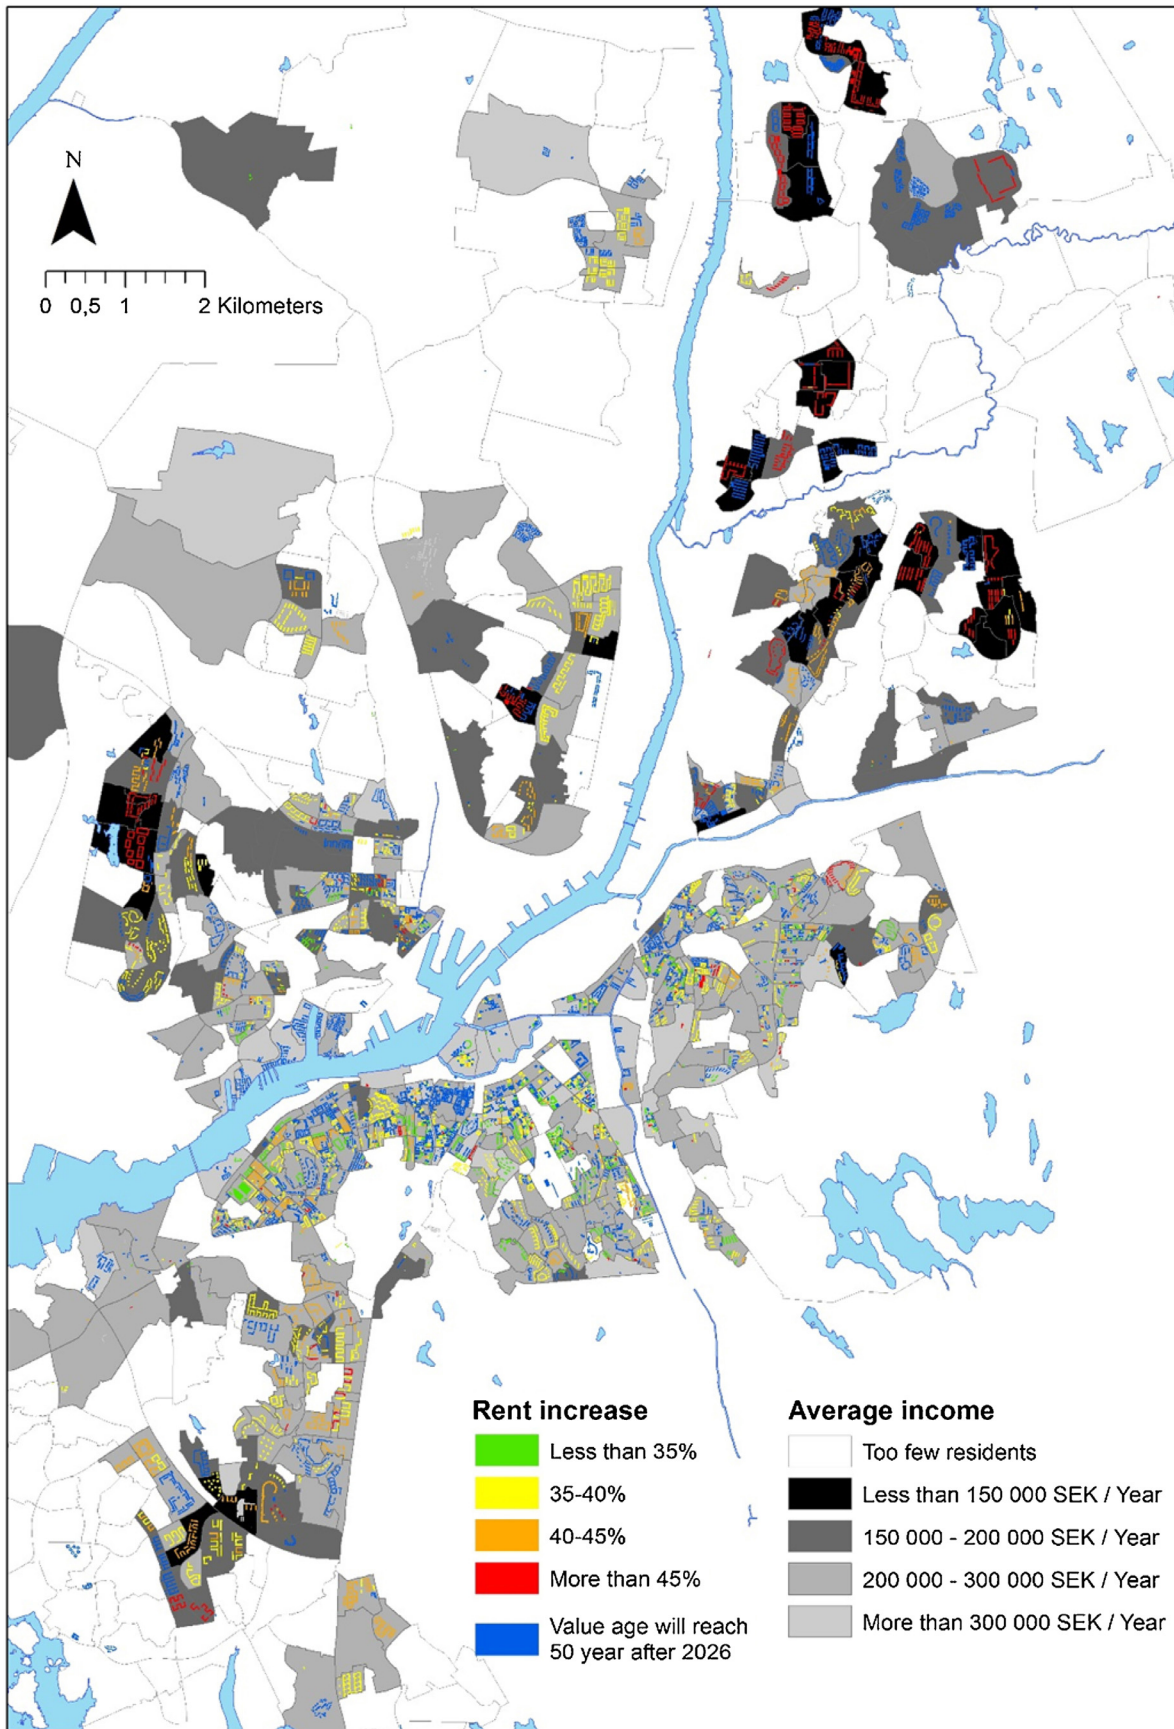 N
0 0,5 1 2 Kilometers
Rent increase
Less than 35%
35-40%
40-45%
More than 45%
Value age will reach
50 year after 2026
Average income
Too few residents
Less than 150 000 SEK / Year
150 000 - 200 000 SEK / Year
200 000 - 300 000 SEK / Year
More than 300 000 SEK / Year